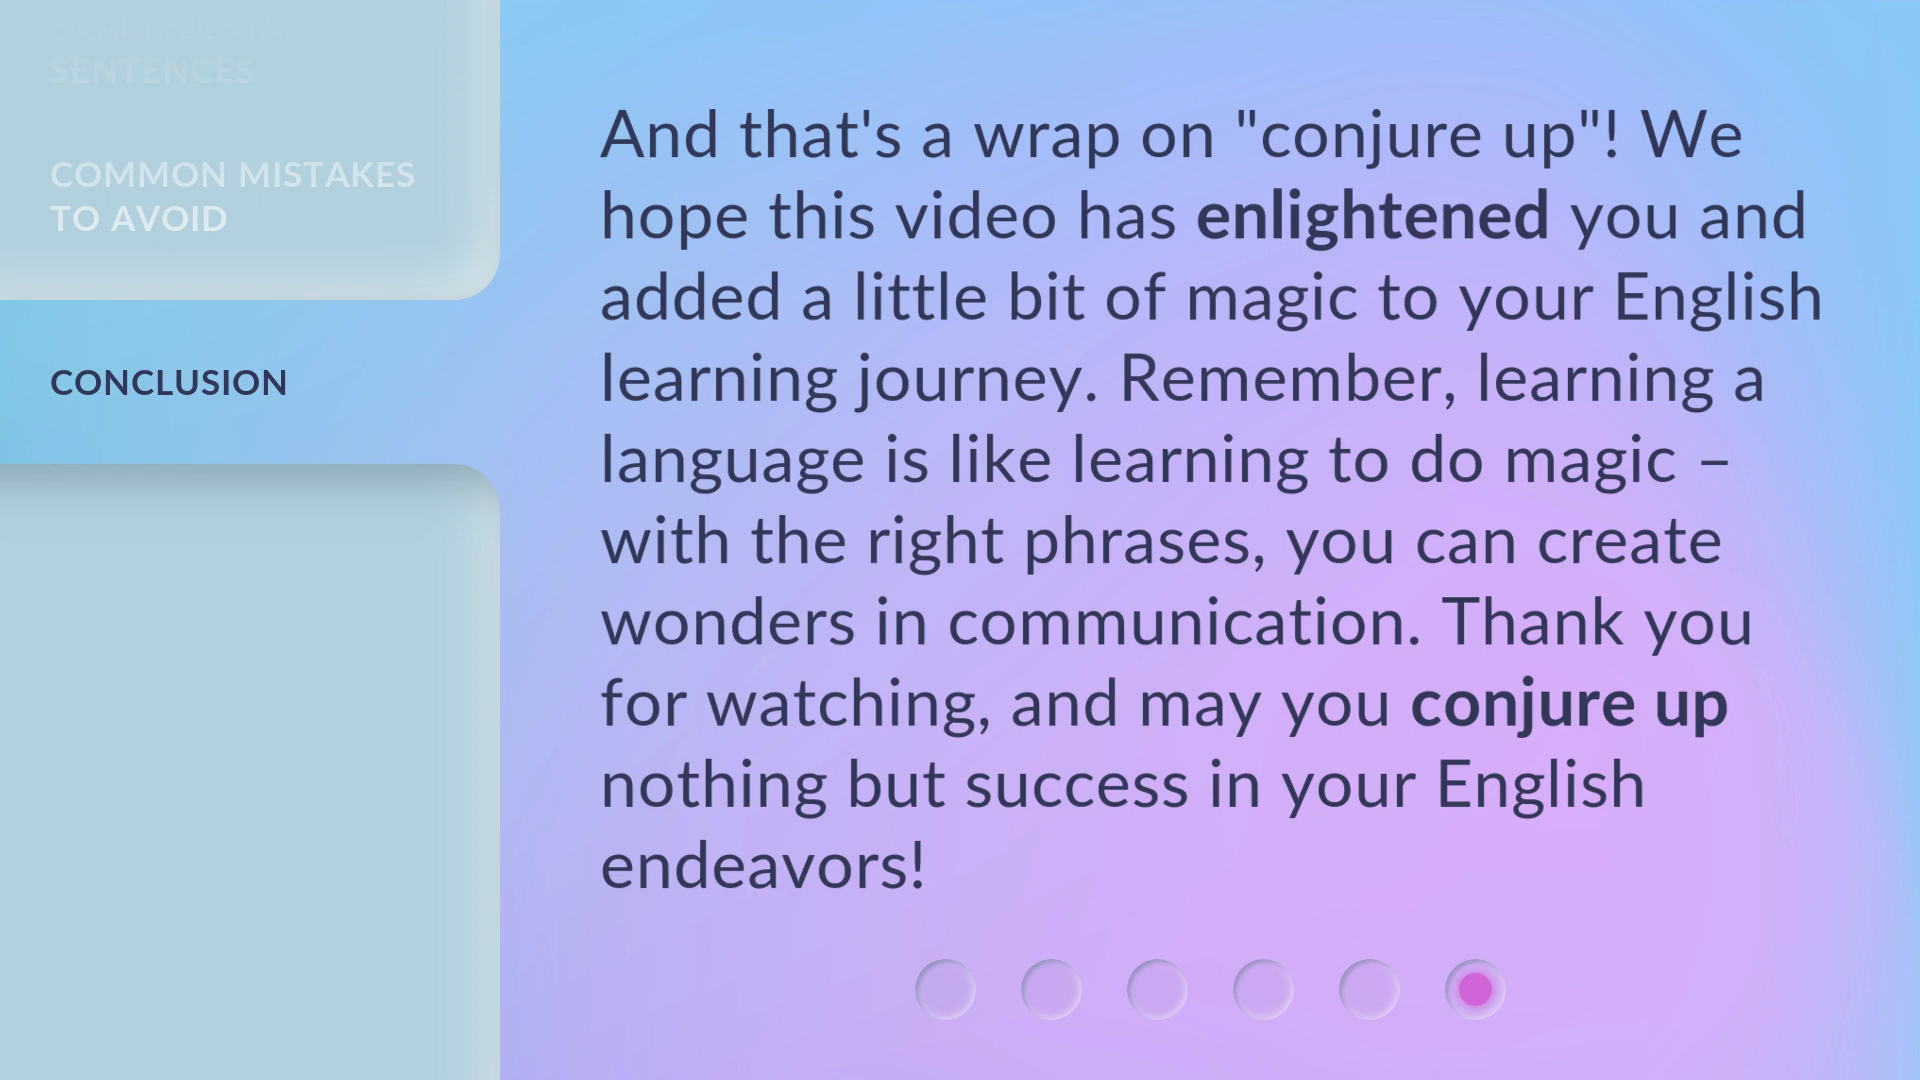 SENTENCES
COMMON MISTAKES
TO AVOID
CONCLUSION
And that's a wrap on "conjure up"! We
hope this video has enlightened you and
added a little bit of magic to your English
learning journey. Remember, learning a
language is like learning to do magic –
with the right phrases, you can create
wonders in communication. Thank you
for watching, and may you conjure up
nothing but success in your English
endeavors!